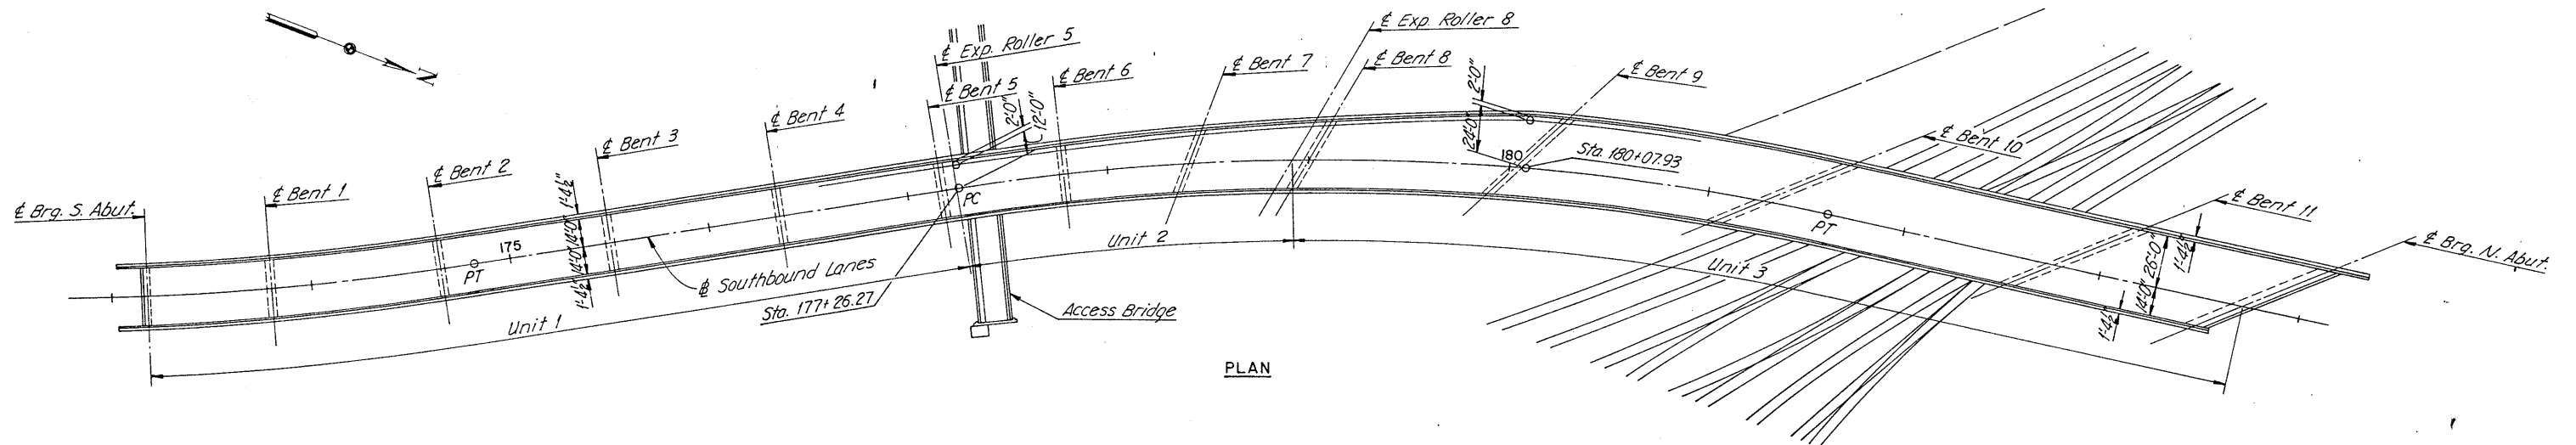 N
℄ Exp. Roller 5
℄ Exp. Roller 8
℄ Brg. S. Abut.
℄ Bent 1
℄ Bent 2
℄ Bent 3
℄ Bent 4
℄ Bent 5
℄ Bent 6
℄ Bent 7
℄ Bent 8
℄ Bent 9
℄ Bent 10
℄ Bent 11
℄ Brg. N. Abut.
1'-4½"
14'-0"
14'-0"
1'-4½"
2'-0"
12'-0"
2'-0"
24'-0"
180
Sta. 180+07.93
175
PT
PC
PT
Southbound Lanes
Sta. 177+26.27
Access Bridge
Unit 1
Unit 2
Unit 3
1'-4½"
26'-0"
14'-0"
1'-4½"
PLAN